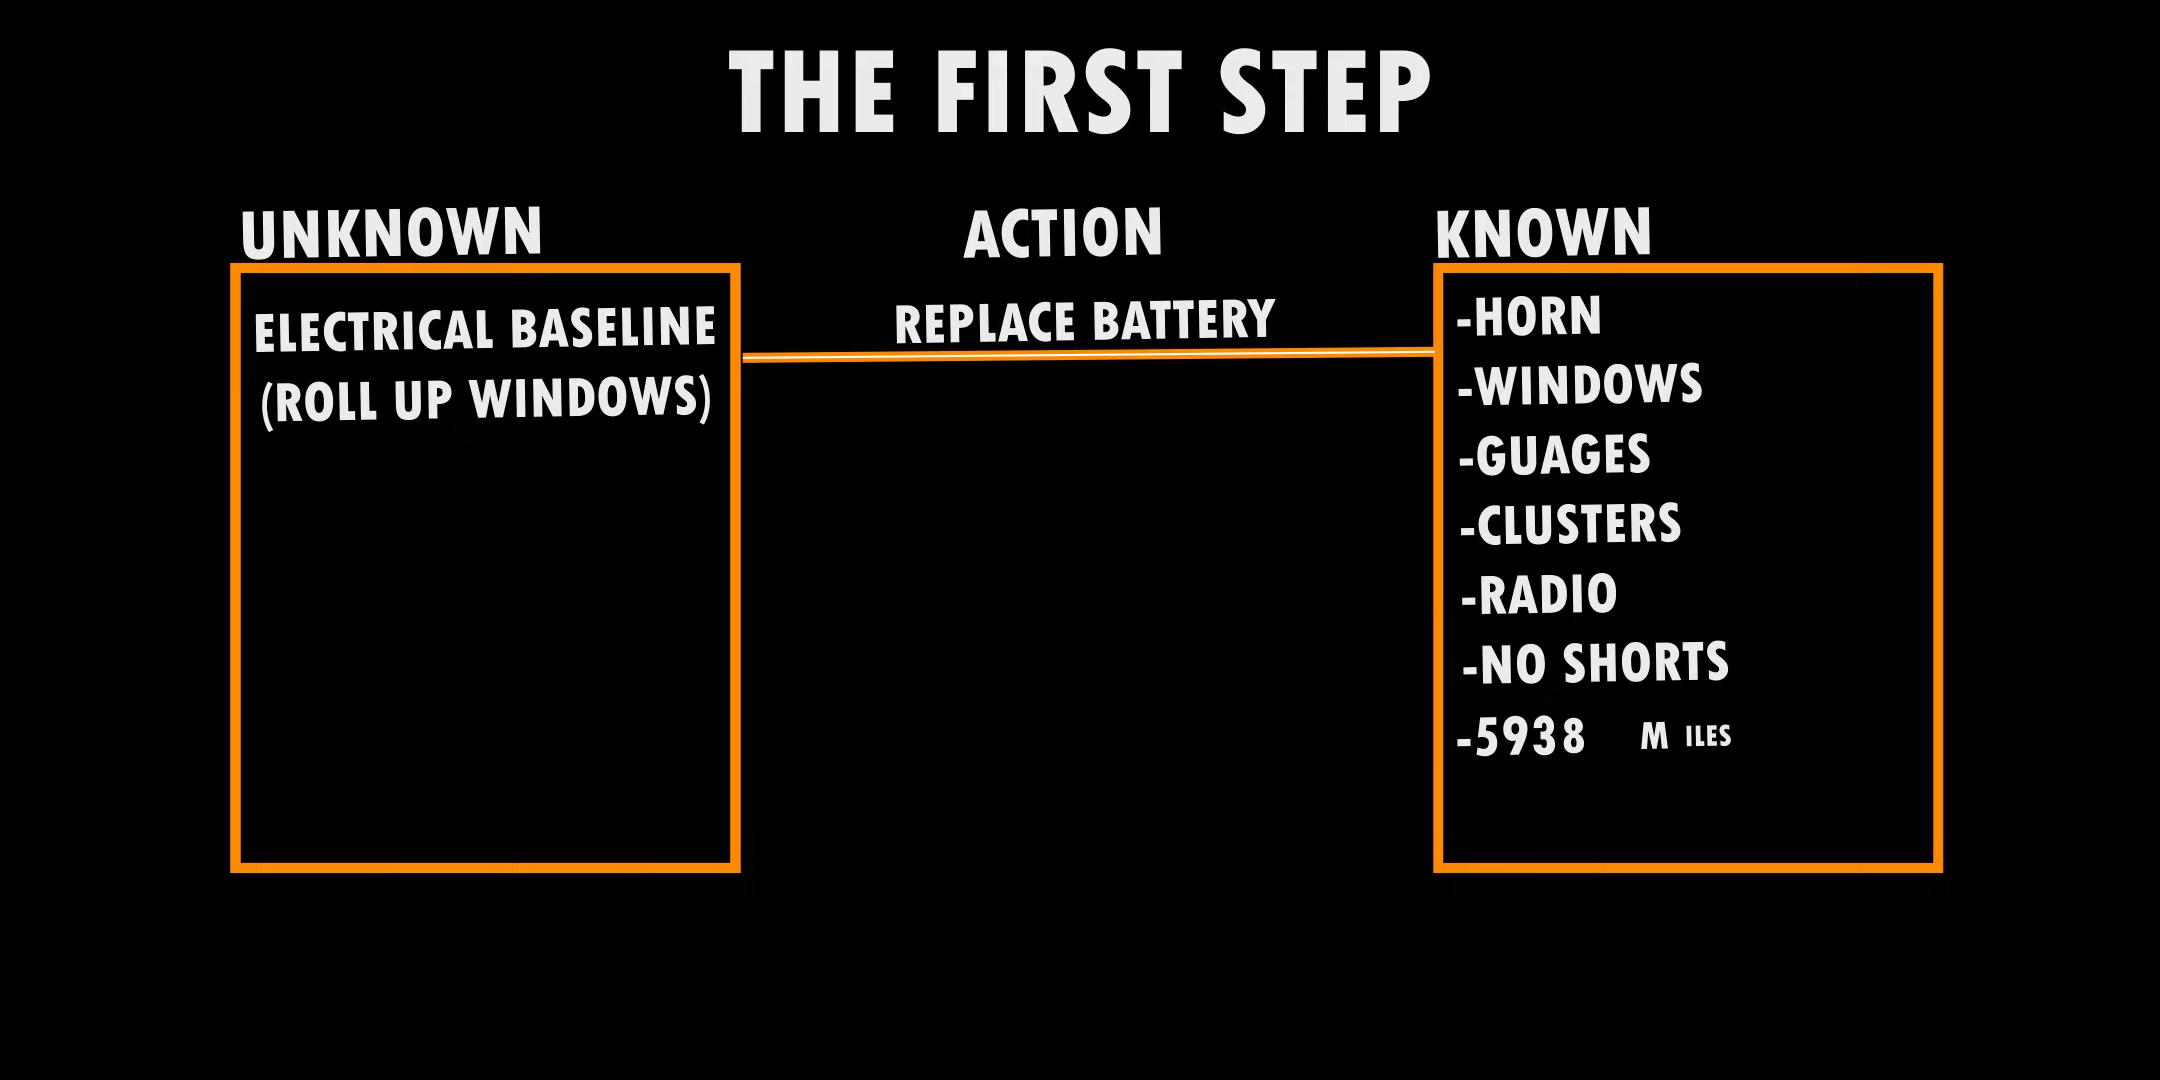 THE FIRST STEP
UNKNOWN
ACTION
KNOWN
ELECTRICAL BASELINE
(ROLL UP WINDOWS)
REPLACE BATTERY
-HORN
-WINDOWS
-GUAGES
-CLUSTERS
-RADIO
-NO SHORTS
-5938 MILES